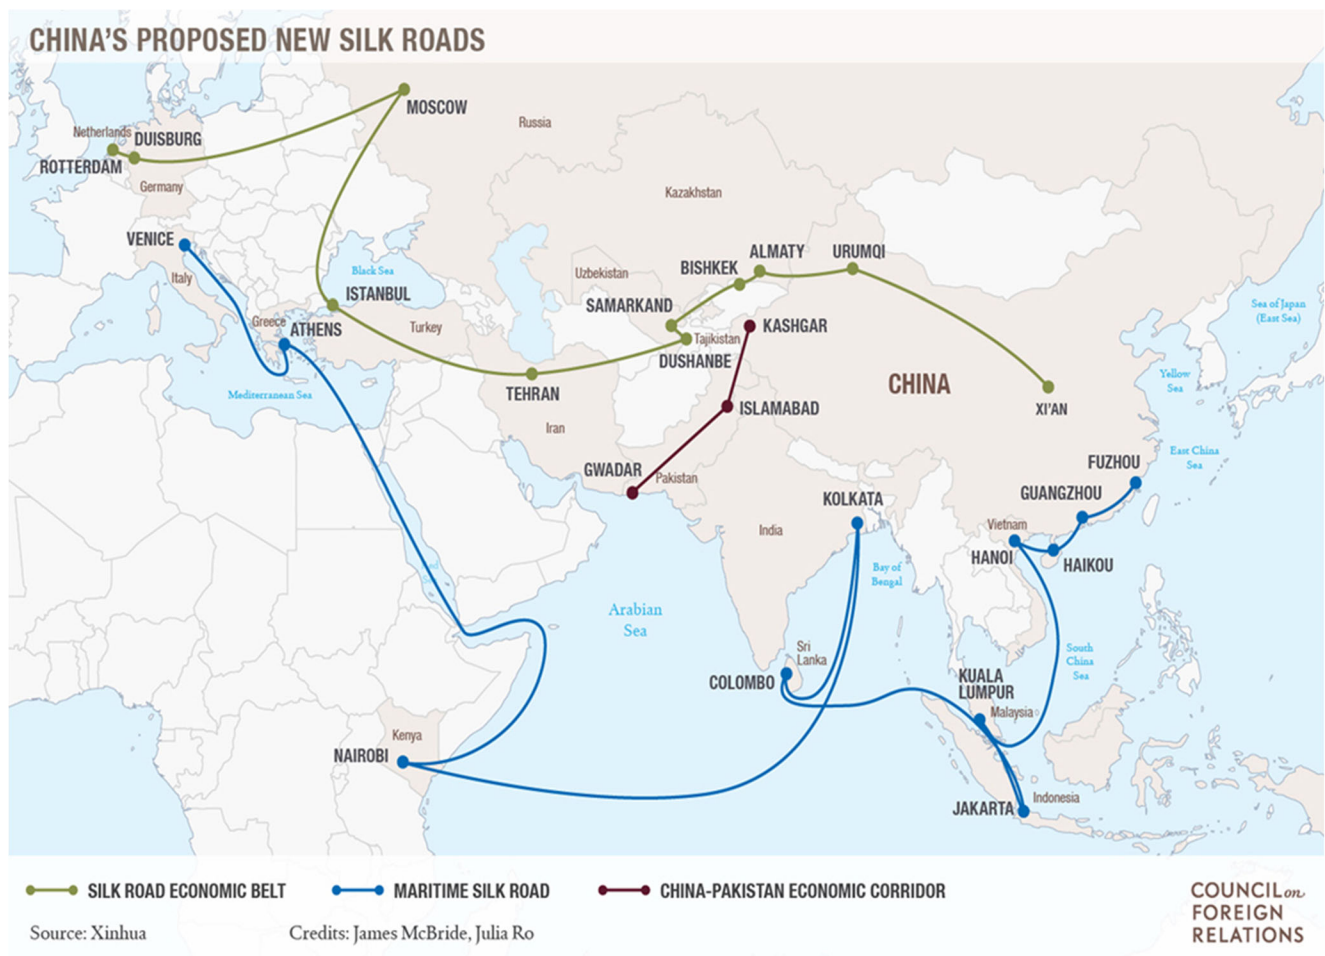 CHINA'S PROPOSED NEW SILK ROADS
MOSCOW
Russia
Netherlands
DUISBURG
ROTTERDAM
Germany
Kazakhstan
VENICE
Italy
Black Sea
ISTANBUL
Greece
ATHENS
Turkey
Mediterranean Sea
Uzbekistan
BISHKEK
ALMATY
URUMQI
SAMARKAND
Tajikistan
DUSHANBE
KASHGAR
TEHRAN
Iran
ISLAMABAD
CHINA
XI'AN
Sea of Japan
(East Sea)
Yellow
Sea
East China
Sea
GWADAR
Pakistan
FUZHOU
GUANGZHOU
KOLKATA
India
Vietnam
HANOI
HAIKOU
Bay of
Bengal
Red
Arabian
Sea
Sri
Lanka
COLOMBO
South
China
Sea
KUALA
LUMPUR
Malaysia
Kenya
NAIROBI
JAKARTA
Indonesia
SILK ROAD ECONOMIC BELT
MARITIME SILK ROAD
CHINA-PAKISTAN ECONOMIC CORRIDOR
Source: Xinhua
Credits: James McBride, Julia Ro
COUNCIL on
FOREIGN
RELATIONS